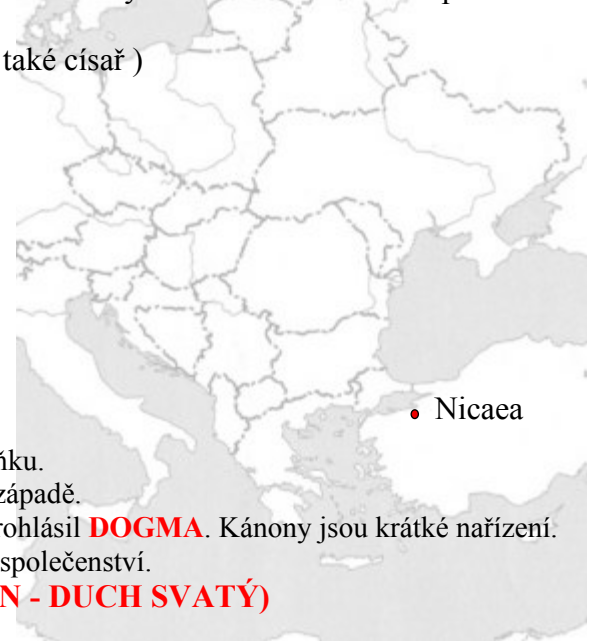 také císař )
Nicaea
ňku.
západě.
rohlásil DOGMA. Kánony jsou krátké nařízení.
společenství.
N - DUCH SVATÝ)